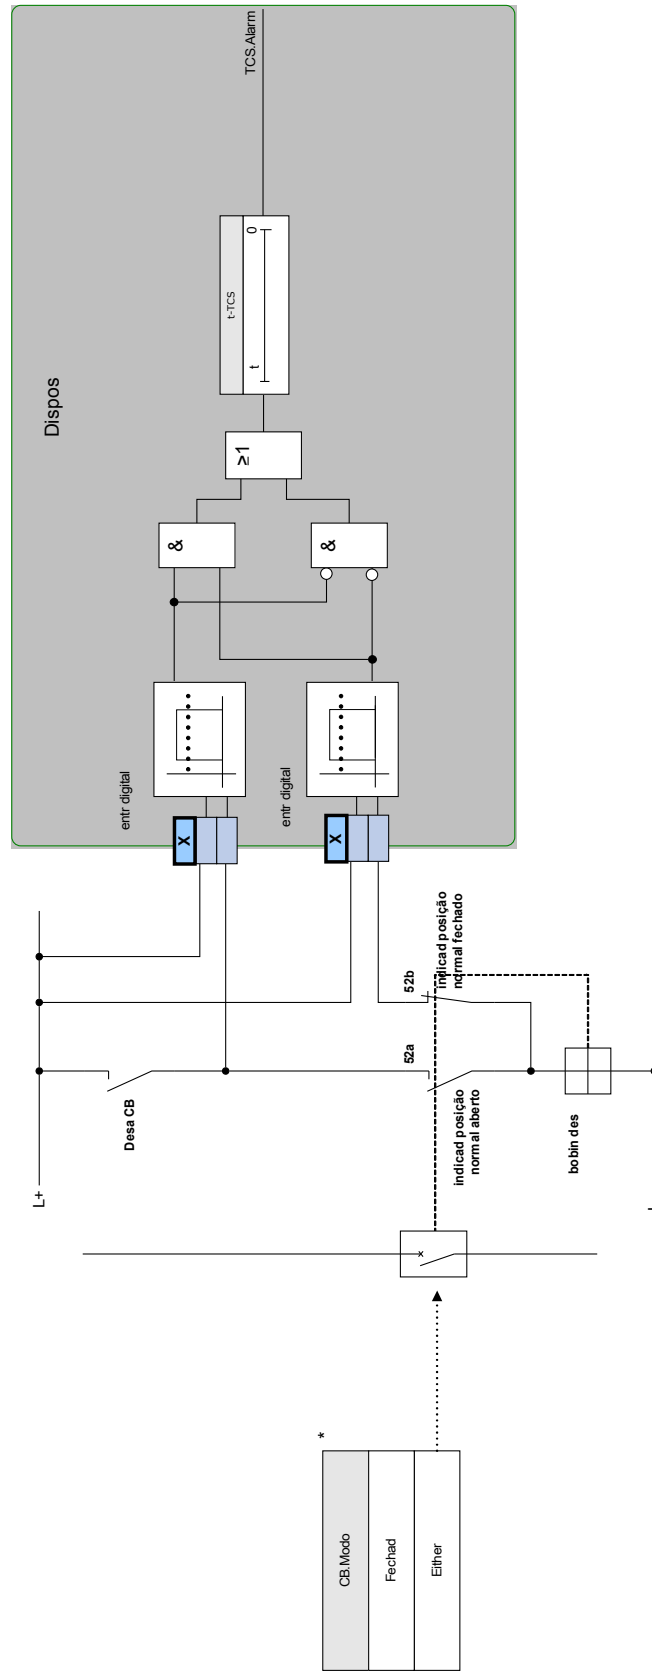 Dispos
TCS.Alarm
t-TCS
t
0
≥1
&
&
entr digital
entr digital
X
X
L+
Desa CB
52a
52b
indicad posição
normal fechado
indicad posição
normal aberto
bobin des
*
CB.Modo
Fechad
Either